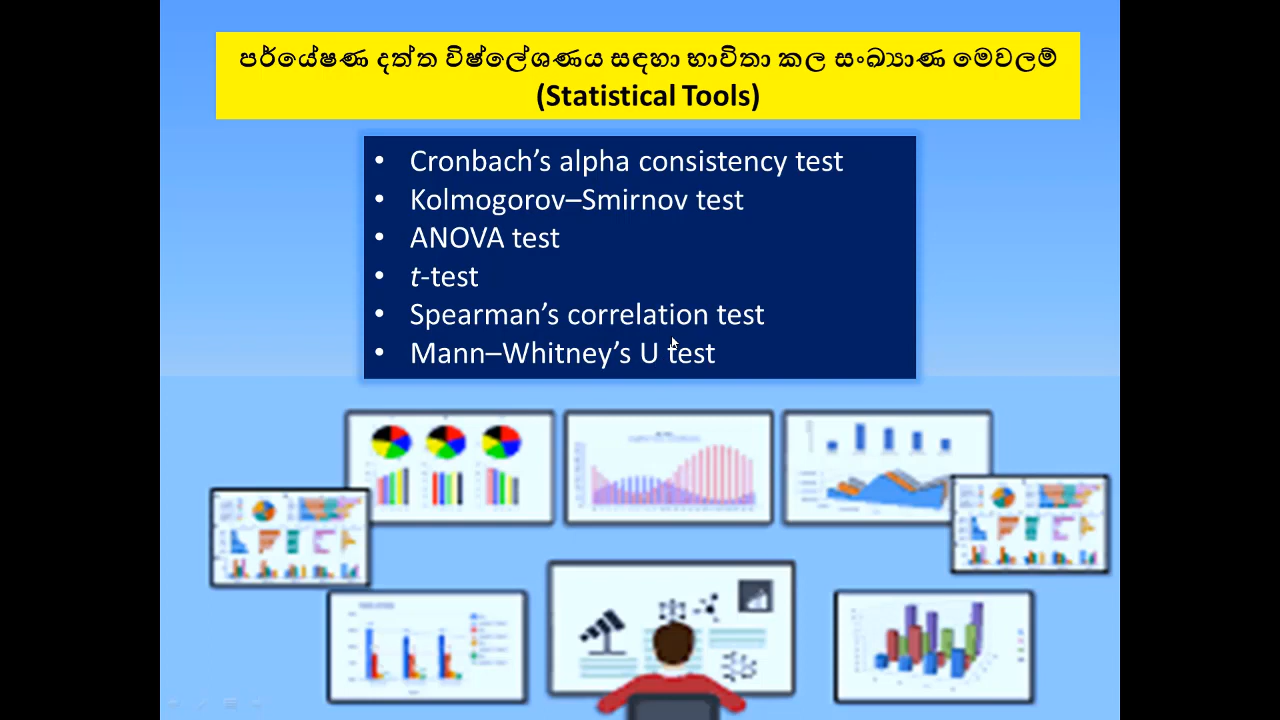 පර්යේෂණ දත්ත විෂ්ලේශණය සඳහා භාවිතා කල සංඛ්‍යාණ මෙවලම්
(Statistical Tools)
• Cronbach’s alpha consistency test
• Kolmogorov–Smirnov test
• ANOVA test
• t-test
• Spearman’s correlation test
• Mann–Whitney’s U test